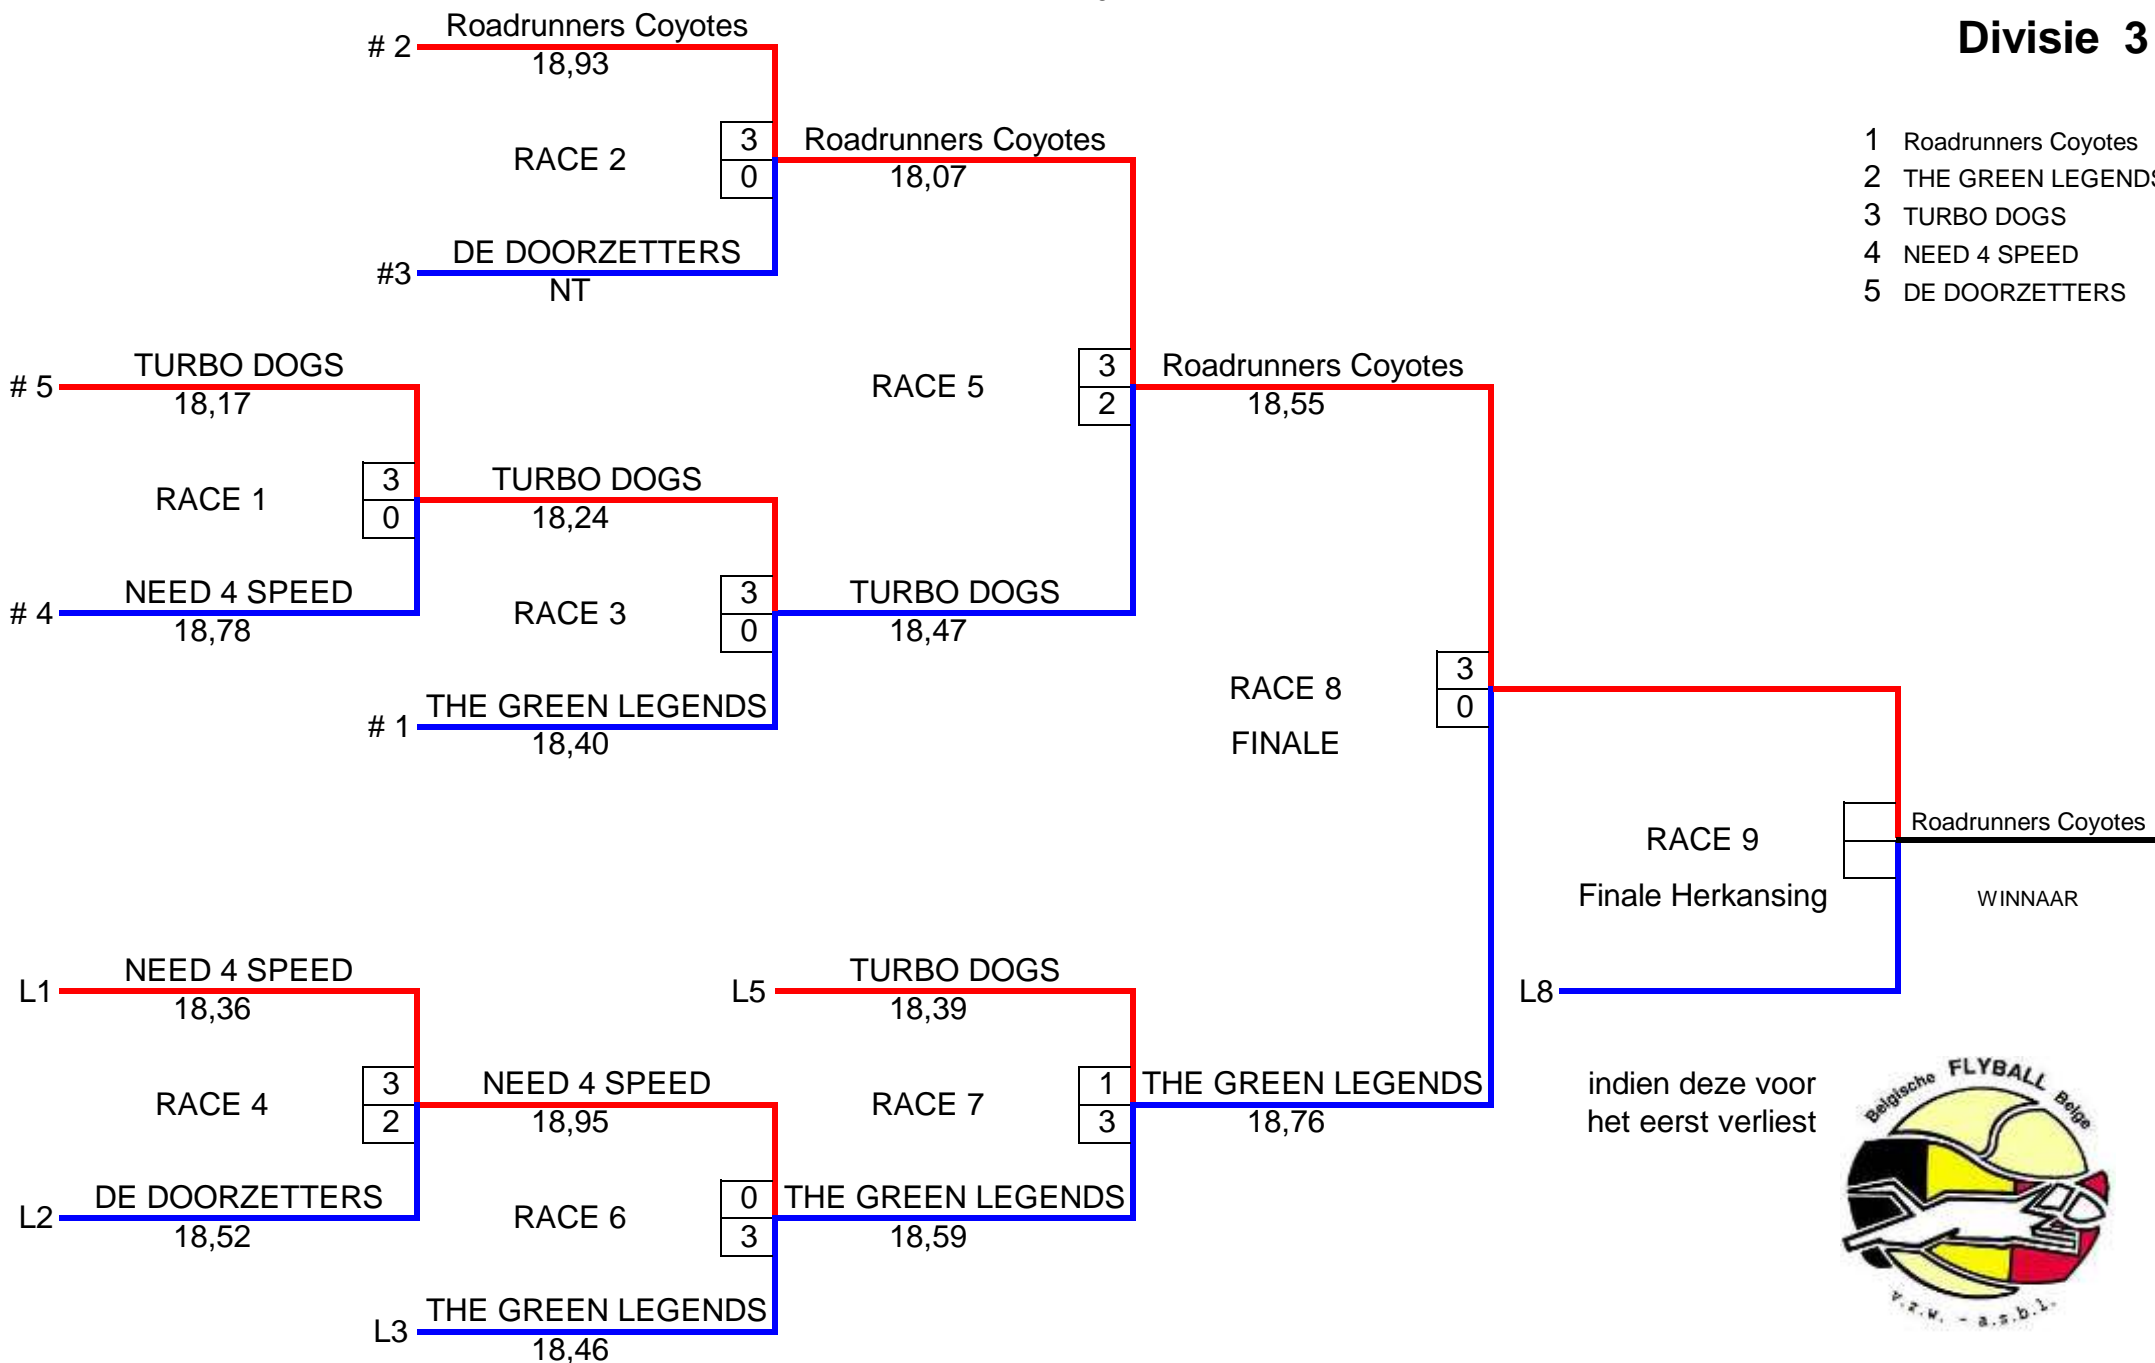 Divisie 3
# 2
Roadrunners Coyotes
18,93
RACE 2
3
0
#3
DE DOORZETTERS
NT
Roadrunners Coyotes
18,07
1 Roadrunners Coyotes
2 THE GREEN LEGENDS
3 TURBO DOGS
4 NEED 4 SPEED
5 DE DOORZETTERS
# 5
TURBO DOGS
18,17
RACE 1
3
0
# 4
NEED 4 SPEED
18,78
TURBO DOGS
18,24
RACE 3
3
0
# 1
THE GREEN LEGENDS
18,40
RACE 5
3
2
TURBO DOGS
18,47
Roadrunners Coyotes
18,55
RACE 8
FINALE
3
0
RACE 9
Finale Herkansing
Roadrunners Coyotes
WINNAAR
L1
NEED 4 SPEED
18,36
RACE 4
3
2
L2
DE DOORZETTERS
18,52
NEED 4 SPEED
18,95
RACE 6
0
3
L3
THE GREEN LEGENDS
18,46
L5
TURBO DOGS
18,39
RACE 7
1
3
THE GREEN LEGENDS
18,59
THE GREEN LEGENDS
18,76
L8
indien deze voor
het eerst verliest
Belgische FLYBALL Belge
v.z.w. - a.s.b.l.